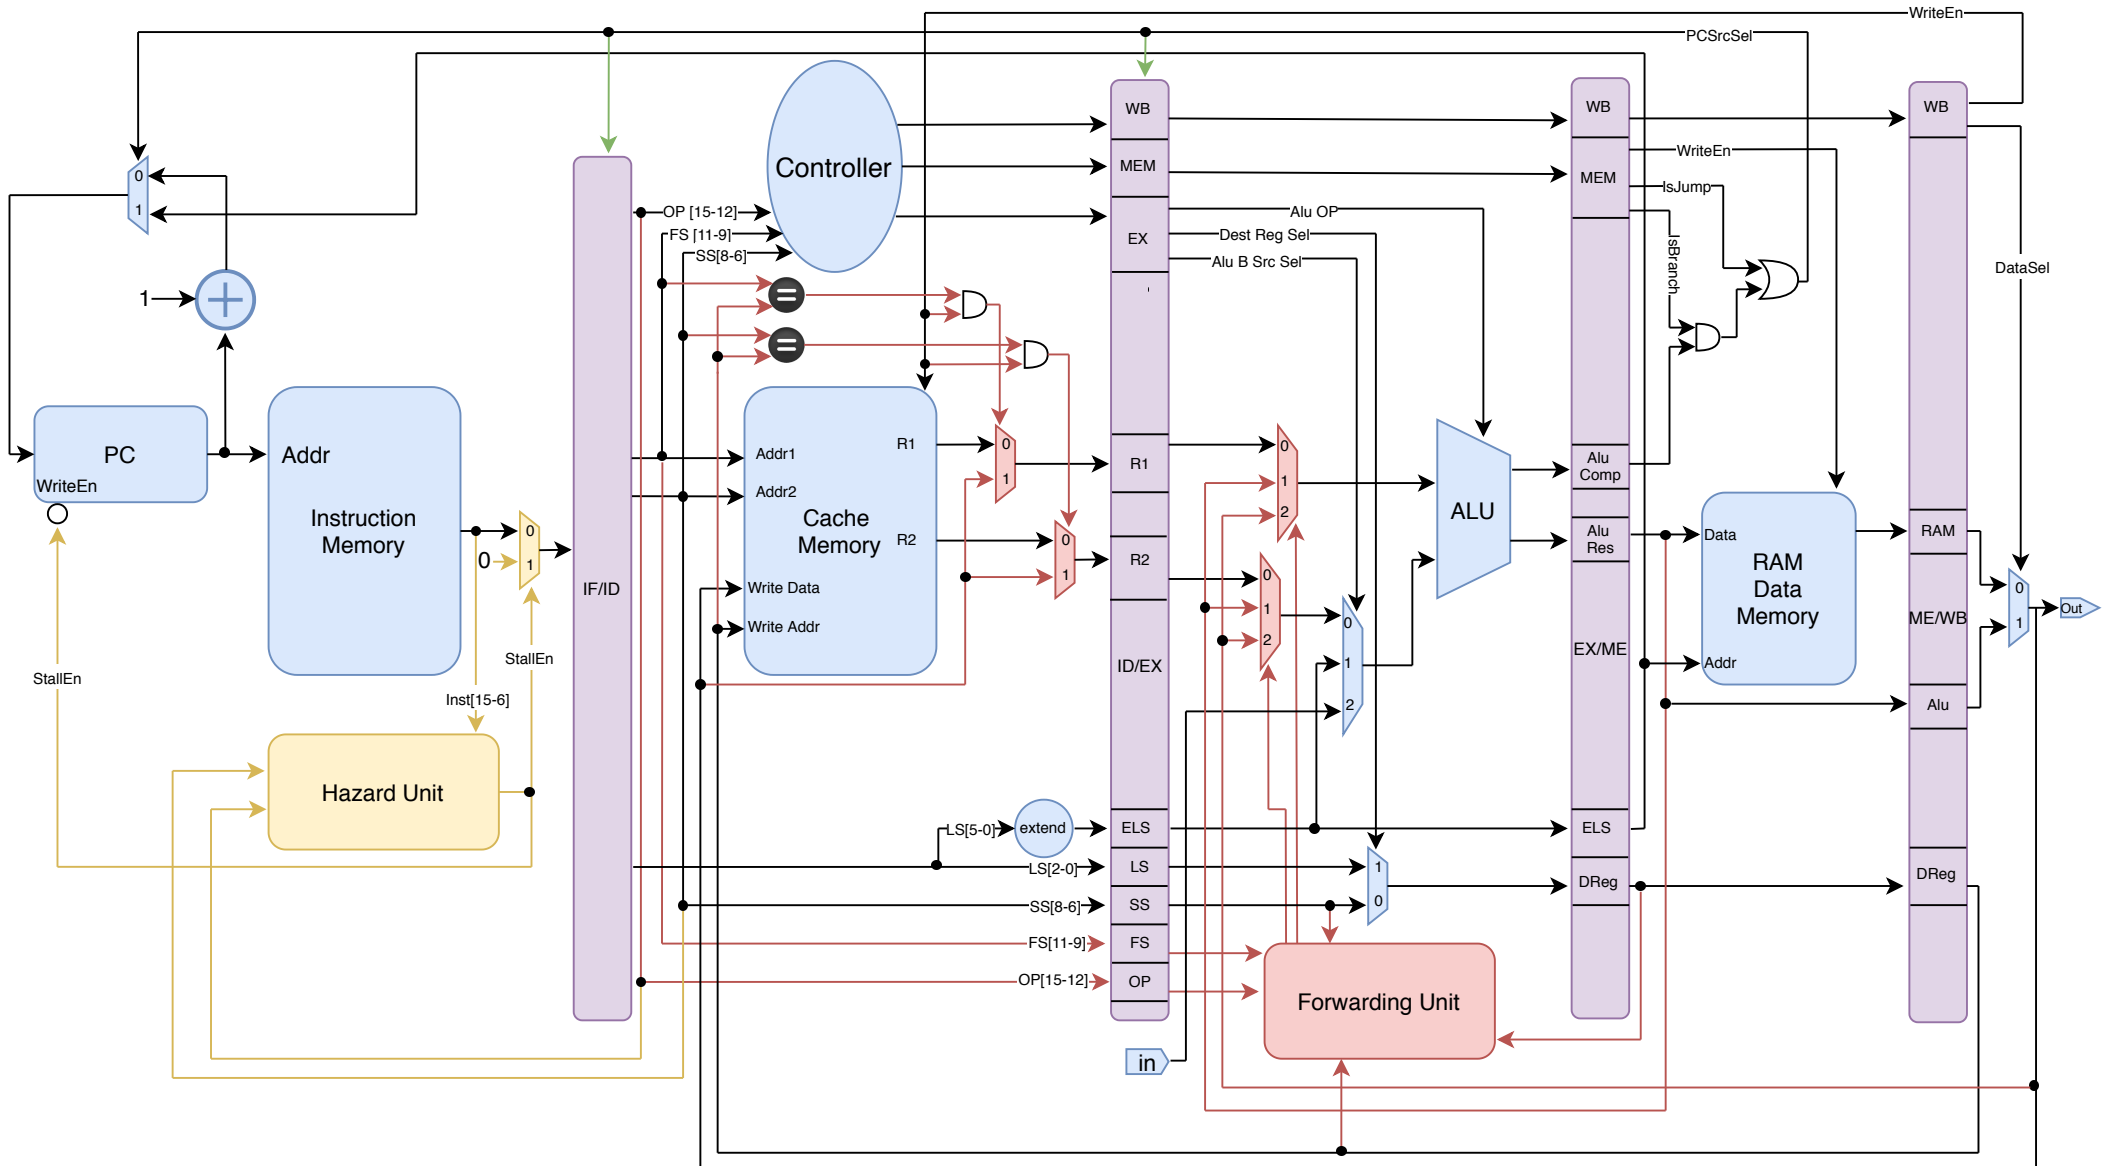 WriteEn
PCSrcSel
WB
WB
WB
Controller
MEM
WriteEn
MEM
IsJump
0
1
OP [15-12]
FS [11-9]
SS[8-6]
Alu OP
EX
Dest Reg Sel
Alu B Src Sel
IsBranch
DataSel
1
PC
WriteEn
Addr
Instruction
Memory
0
0
1
IF/ID
Addr1
Addr2
R1
Cache
Memory
R2
Write Data
Write Addr
0
1
0
1
R1
R2
ID/EX
0
1
2
0
1
2
0
1
2
ALU
Alu
Comp
Alu
Res
EX/ME
Data
RAM
Data
Memory
Addr
RAM
ME/WB
Alu
0
1
Out
StallEn
StallEn
Inst[15-6]
Hazard Unit
LS[5-0]
extend
ELS
ELS
LS[2-0]
LS
1
0
DReg
DReg
SS[8-6]
SS
FS[11-9]
FS
OP[15-12]
OP
Forwarding Unit
in